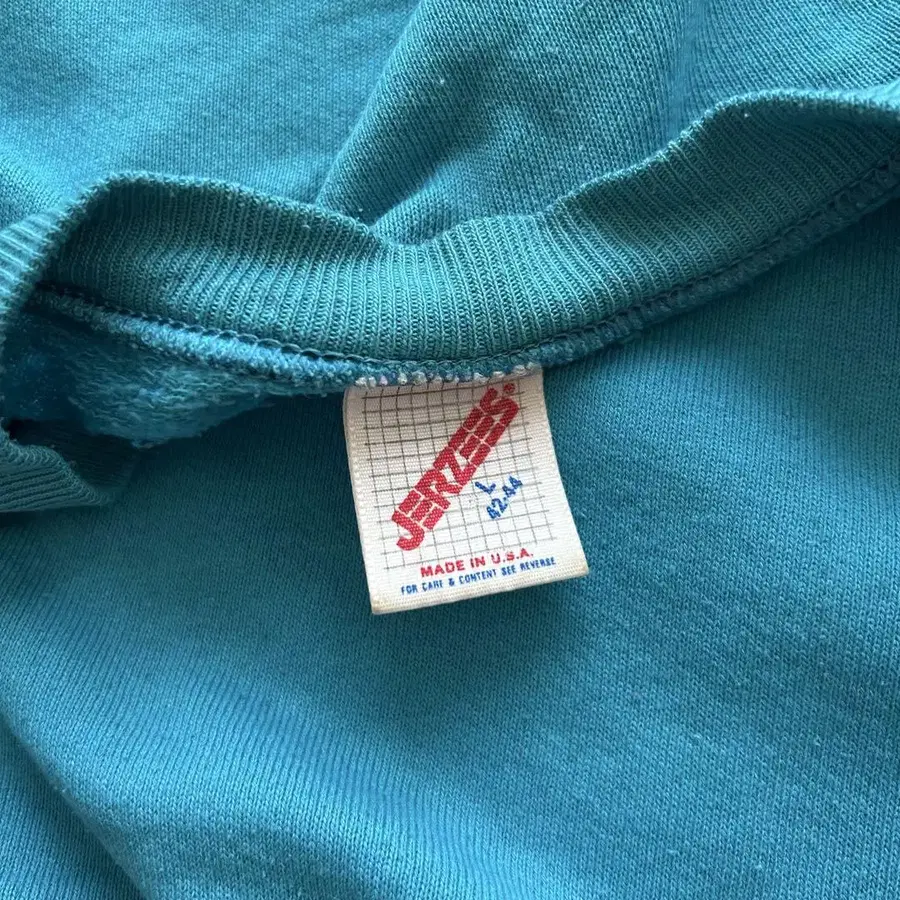 JERZEES®
L
42-44
MADE IN U.S.A.
FOR CARE & CONTENT SEE REVERSE